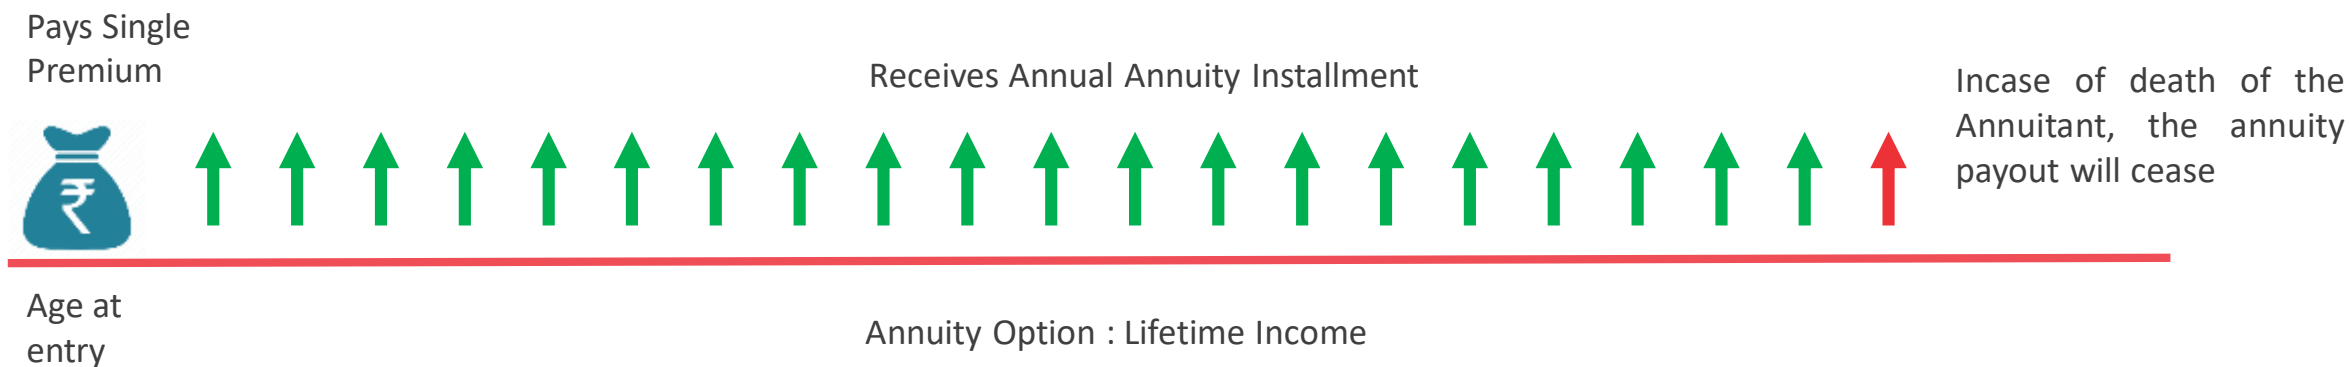 Pays Single
Premium
Receives Annual Annuity Installment
Incase of death of the
Annuitant, the annuity
payout will cease
₹
Age at
entry
Annuity Option : Lifetime Income